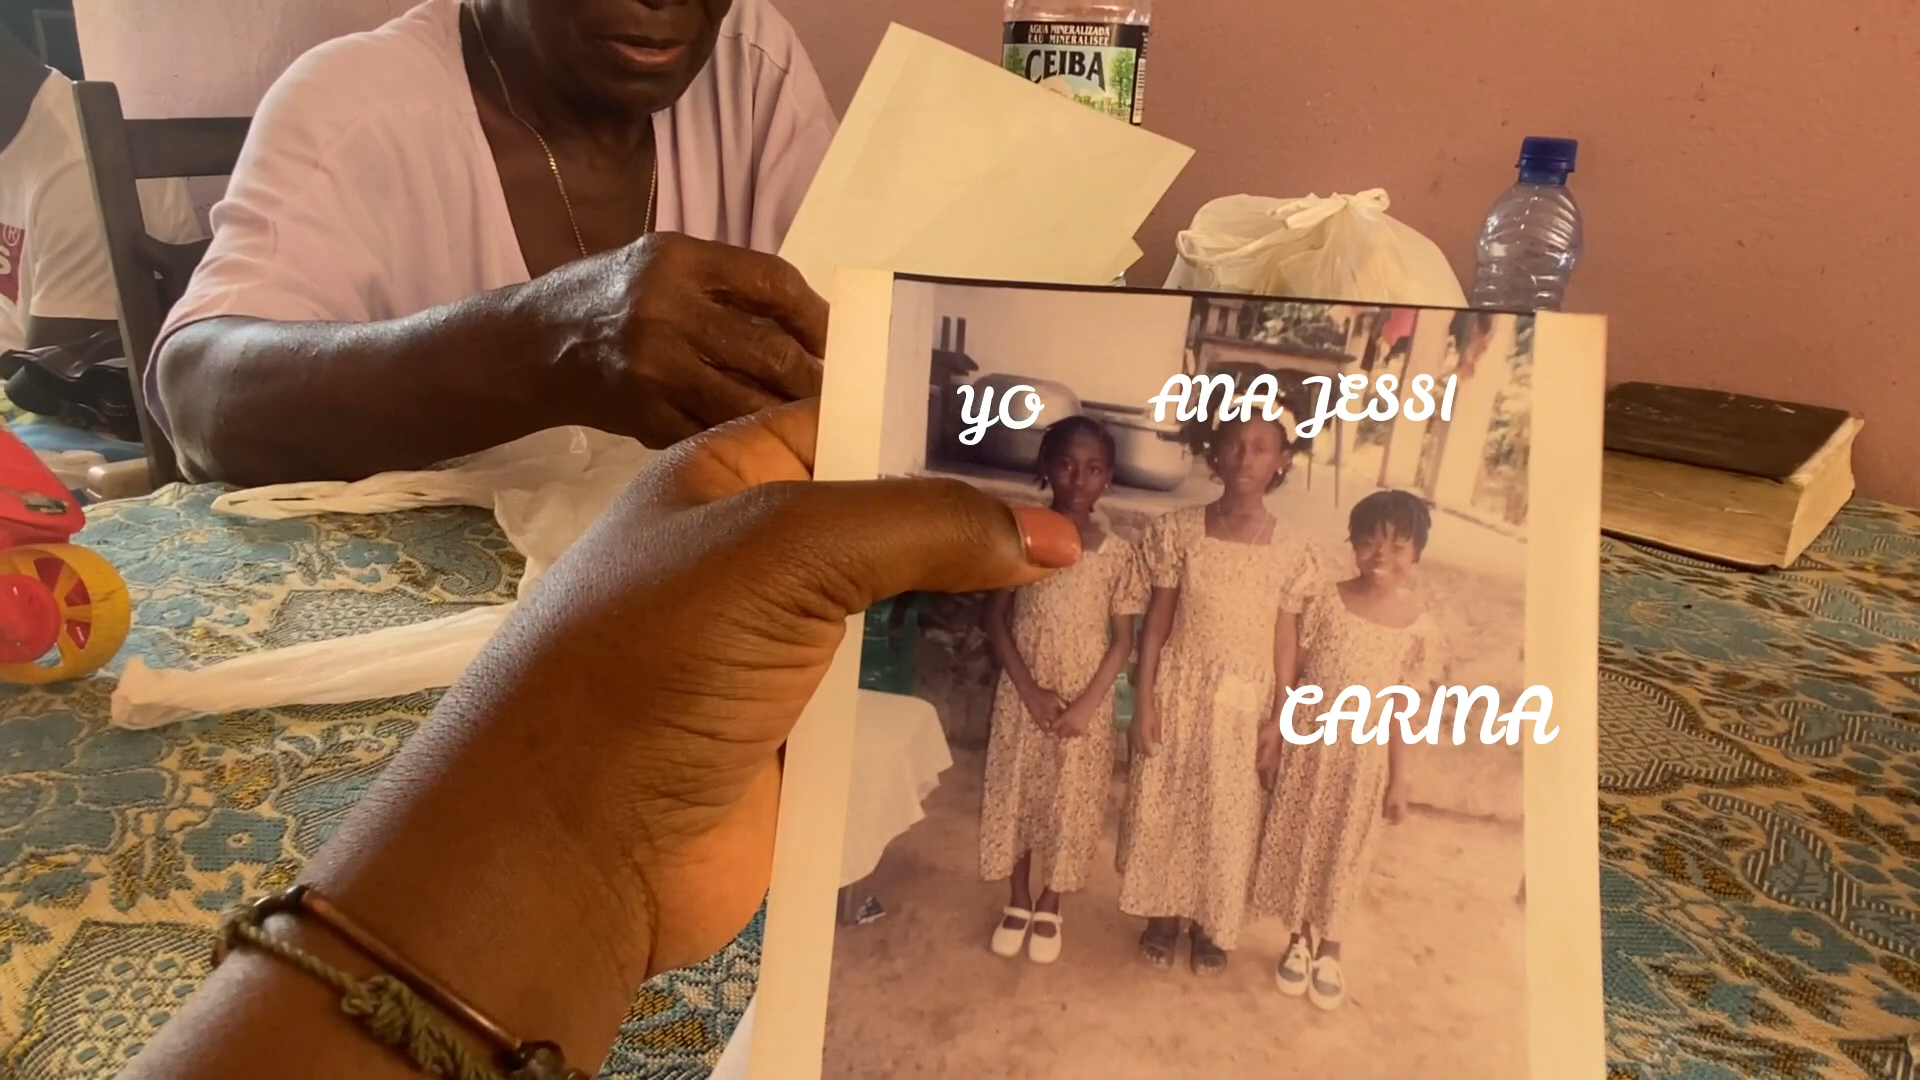 AGUA MINERALIZADA
EAU MINERALISEE
CEIBA
S®
YO
ANA JESSI
CARMA